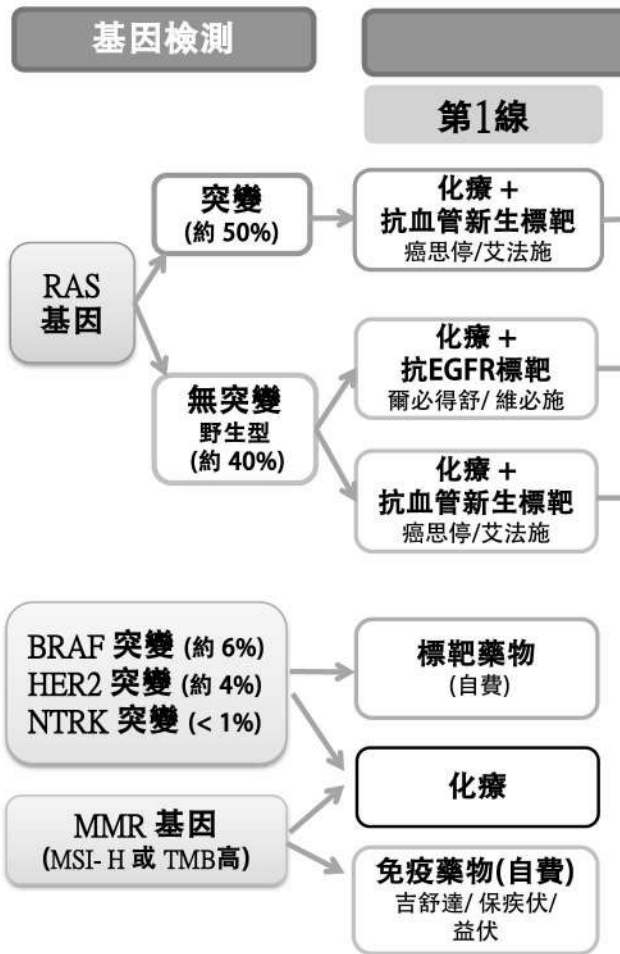 基因檢測
第1線
RAS
基因
突變
(約 50%)
化療 +
抗血管新生標靶
癌思停/艾法施
無突變
野生型
(約 40%)
化療 +
抗EGFR標靶
爾必得舒/ 維必施
化療 +
抗血管新生標靶
癌思停/艾法施
BRAF 突變 (約 6%)
HER2 突變 (約 4%)
NTRK 突變 (< 1%)
標靶藥物
(自費)
化療
MMR 基因
(MSI- H 或 TMB高)
免疫藥物(自費)
吉舒達/ 保疾伏/
益伏